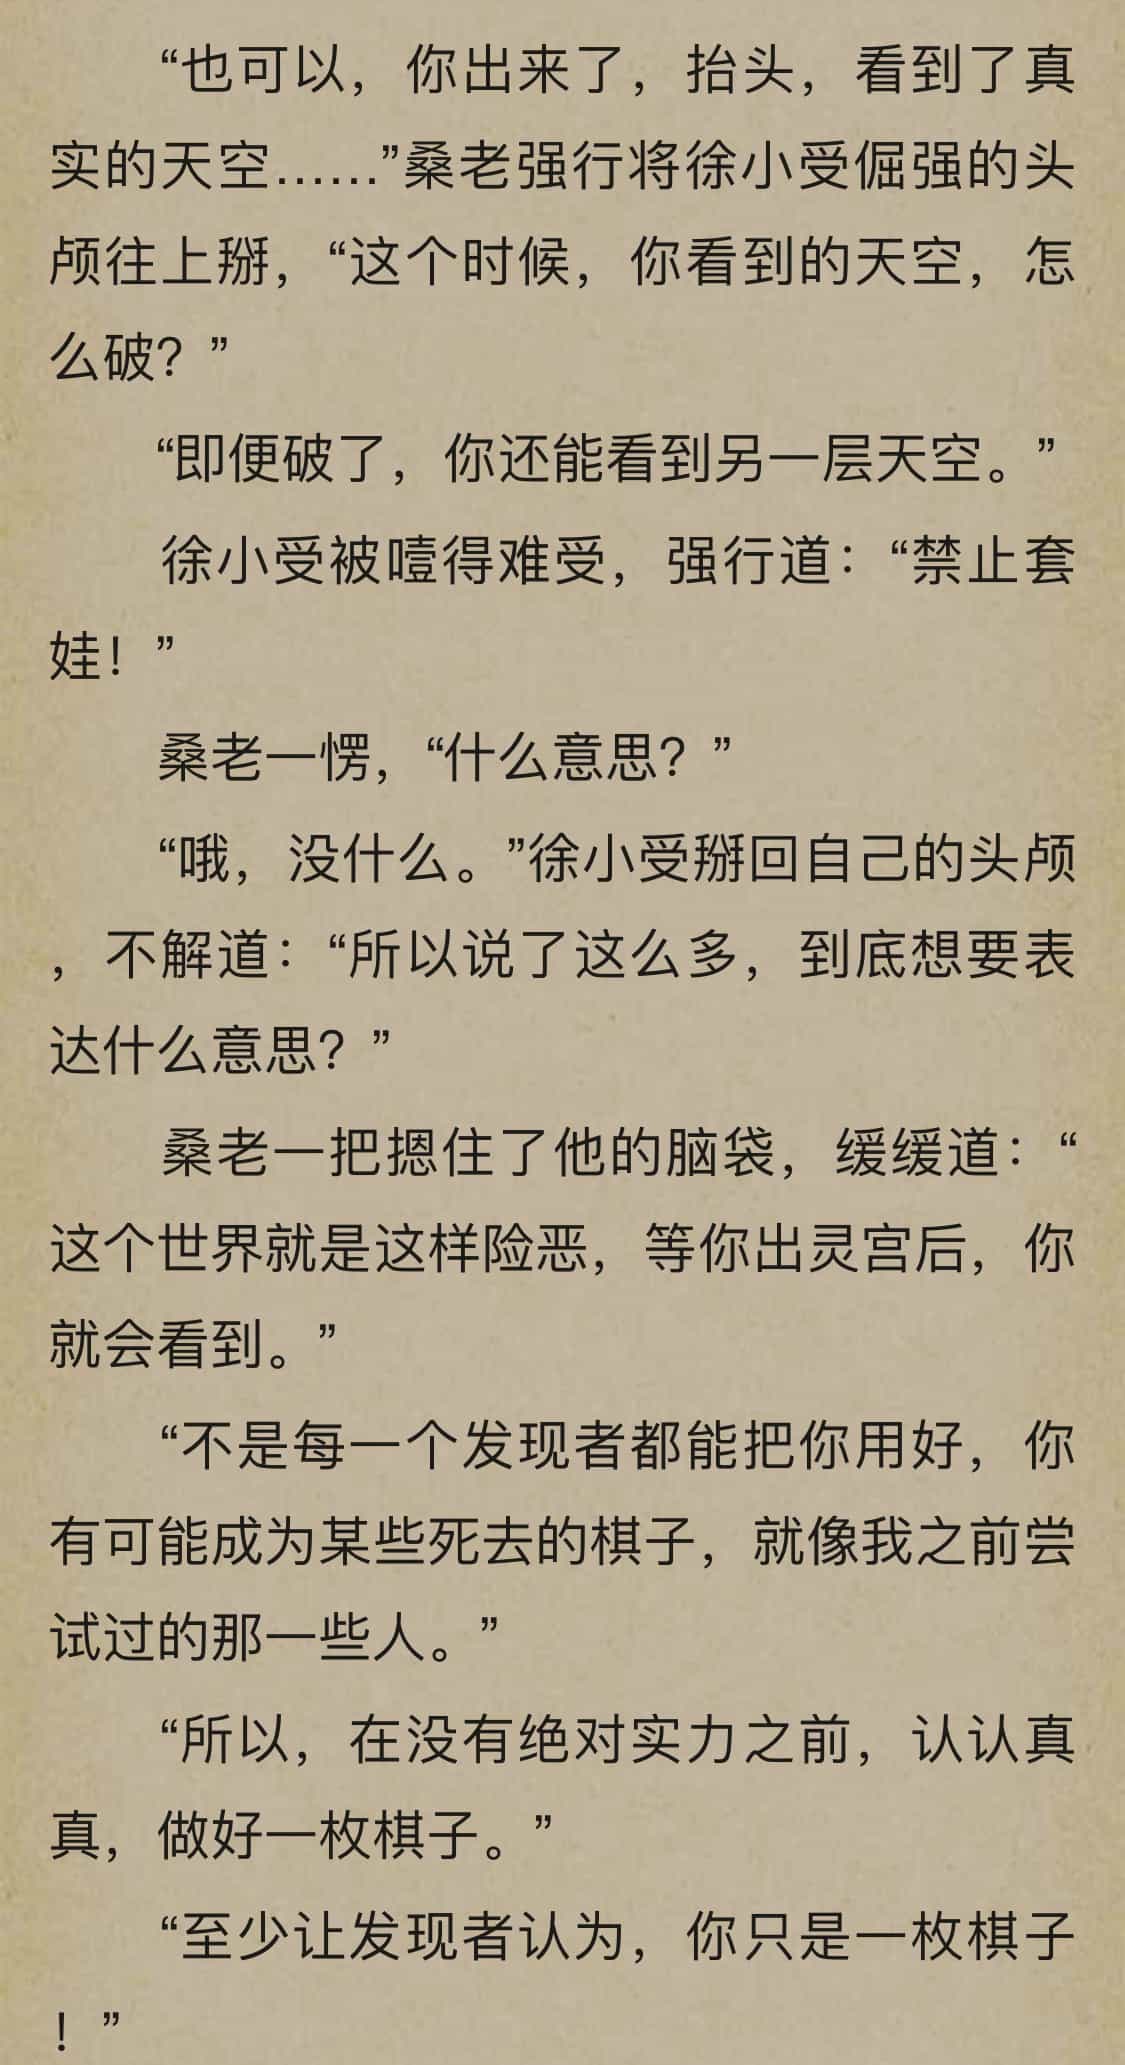 “也可以，你出来了，抬头，看到了真
实的天空……”桑老强行将徐小受倔强的头
颅往上掰，“这个时候，你看到的天空，怎
么破？”
“即便破了，你还能看到另一层天空。”
徐小受被噎得难受，强行道：“禁止套
娃！”
桑老一愣，“什么意思？”
“哦，没什么。”徐小受掰回自己的头颅
，不解道：“所以说了这么多，到底想要表
达什么意思？”
桑老一把摁住了他的脑袋，缓缓道：“
这个世界就是这样险恶，等你出灵宫后，你
就会看到。”
“不是每一个发现者都能把你用好，你
有可能成为某些死去的棋子，就像我之前尝
试过的那一些人。”
“所以，在没有绝对实力之前，认认真
真，做好一枚棋子。”
“至少让发现者认为，你只是一枚棋子
！”